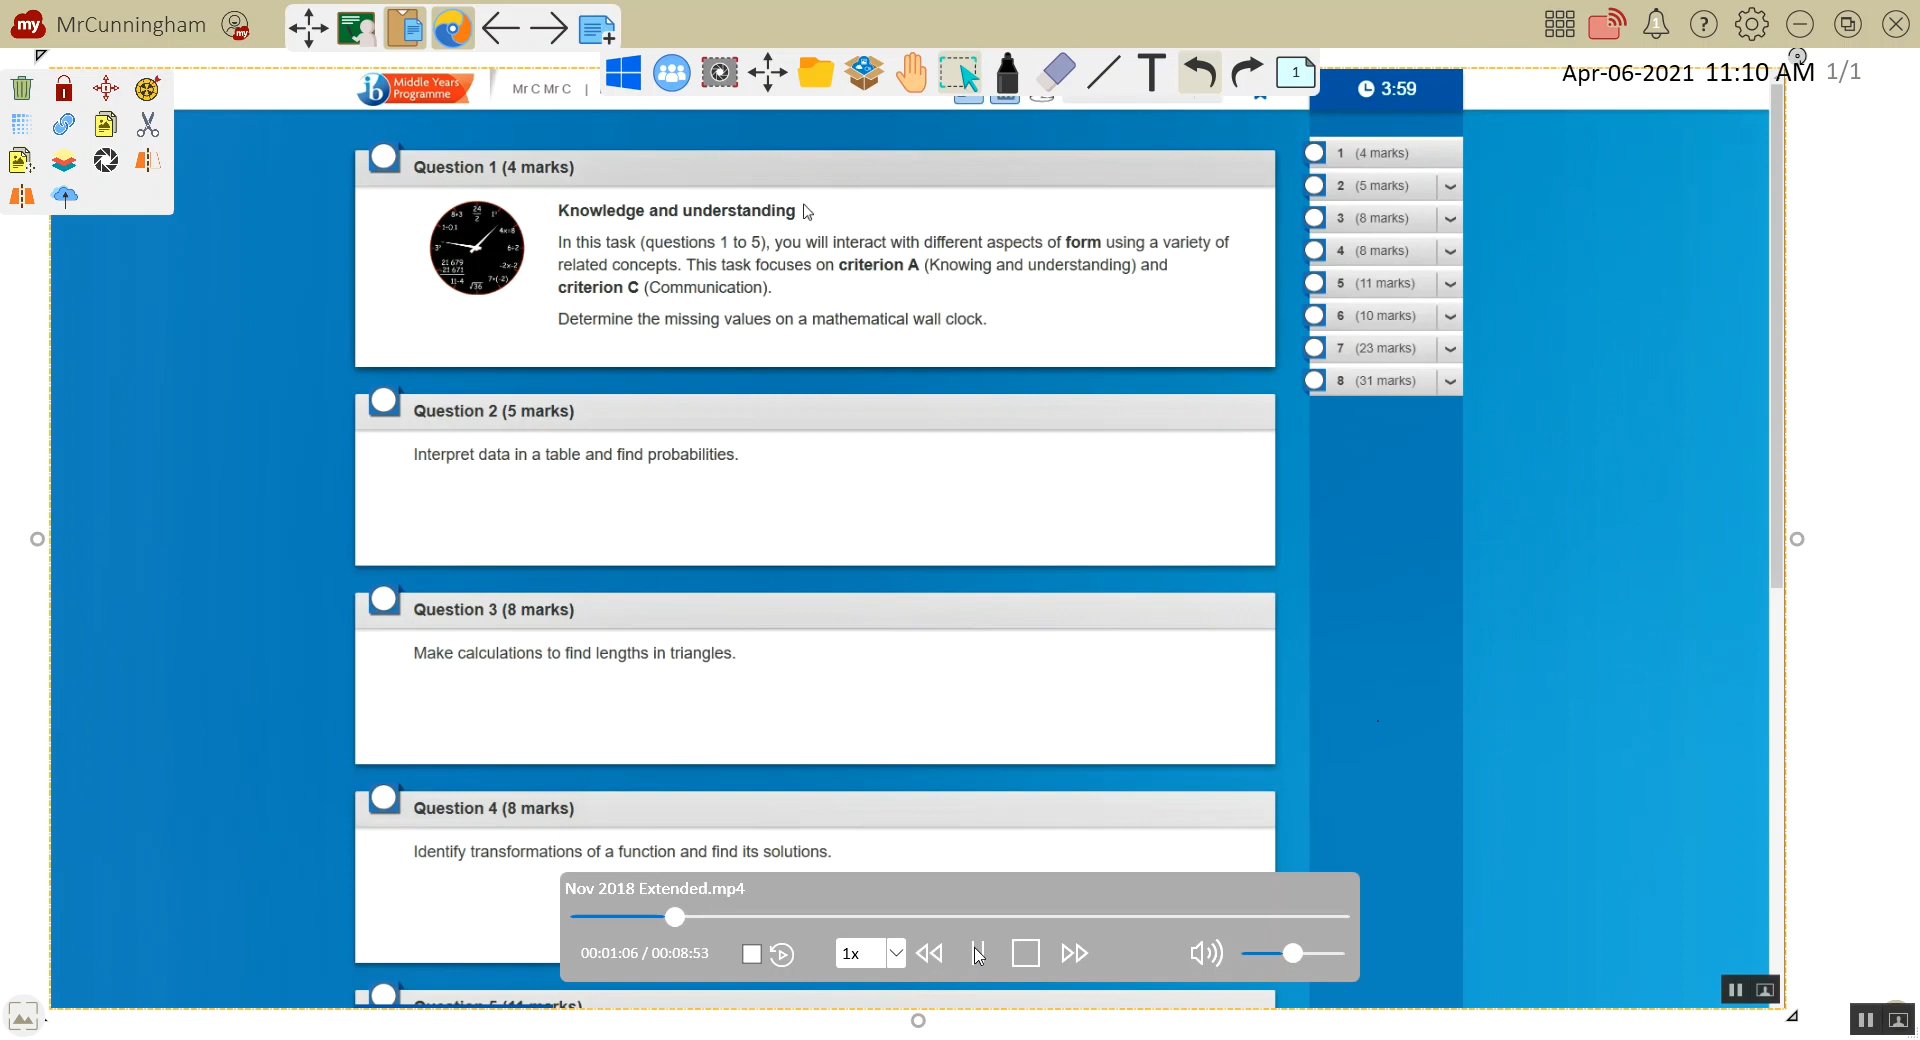 my MrCunningham
1
Apr-06-2021 11:10 AM 1/1
Middle Years
Programme
Mr C Mr C |
3:59
Question 1 (4 marks)
Knowledge and understanding
In this task (questions 1 to 5), you will interact with different aspects of form using a variety of
related concepts. This task focuses on criterion A (Knowing and understanding) and
criterion C (Communication).
Determine the missing values on a mathematical wall clock.
Question 2 (5 marks)
Interpret data in a table and find probabilities.
Question 3 (8 marks)
Make calculations to find lengths in triangles.
Question 4 (8 marks)
Identify transformations of a function and find its solutions.
Question 5 (11 marks)
1 (4 marks)
2 (5 marks)
3 (8 marks)
4 (8 marks)
5 (11 marks)
6 (10 marks)
7 (23 marks)
8 (31 marks)
Nov 2018 Extended.mp4
00:01:06 / 00:08:53
1x